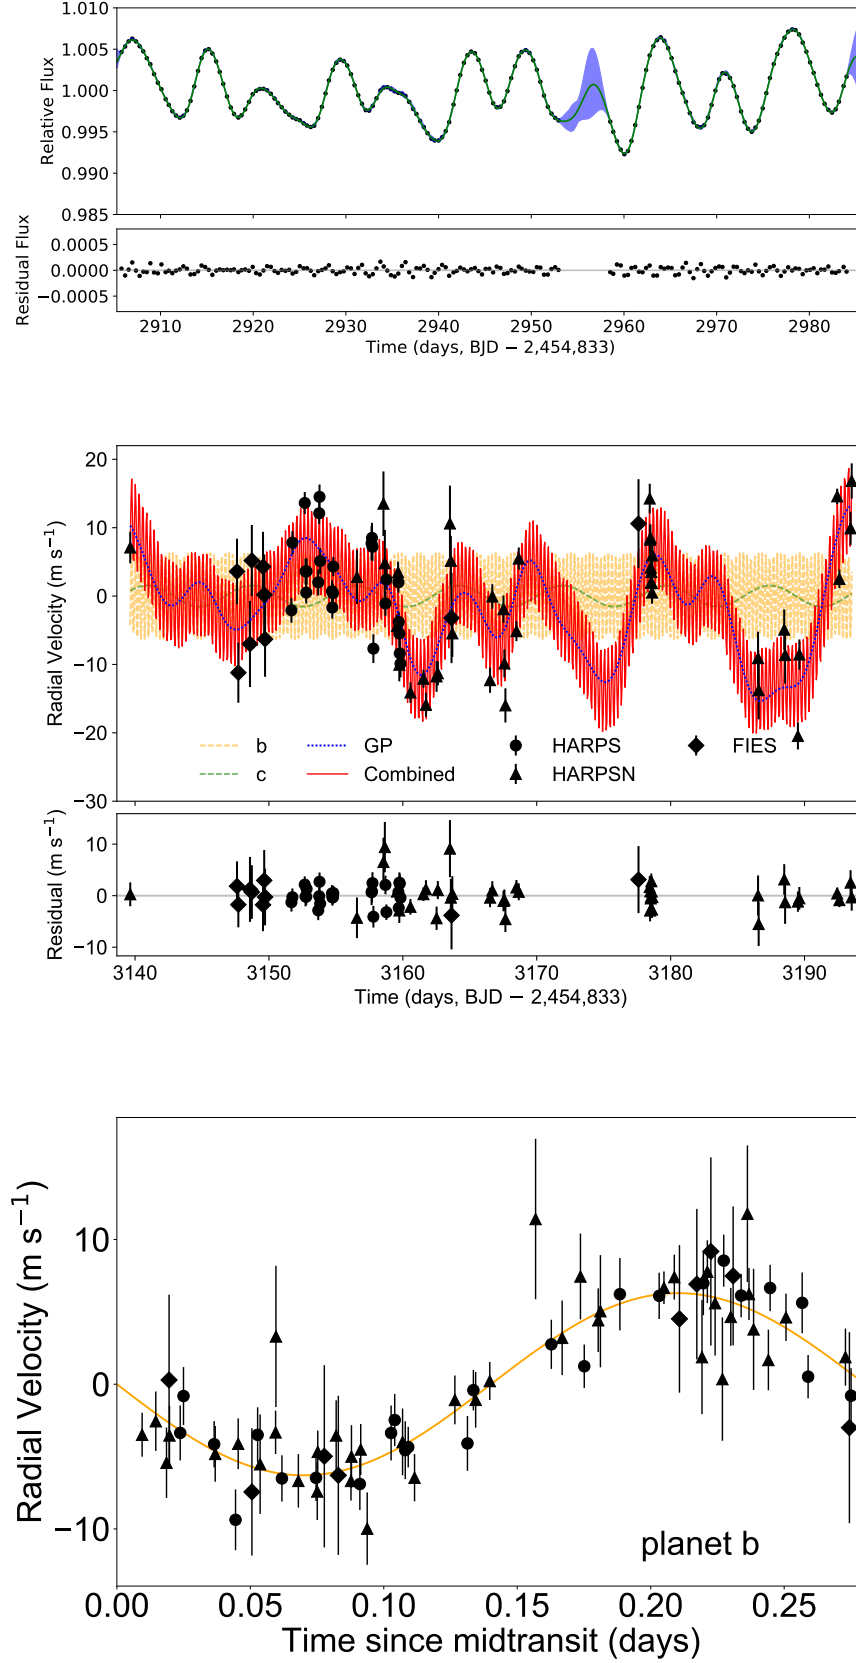 1.010
1.005
1.000
0.995
0.990
0.985
Relative Flux
0.0005
0.0000
−0.0005
Residual Flux
2910 2920 2930 2940 2950 2960 2970 2980
Time (days, BJD − 2,454,833)
20
10
0
−10
−20
−30
Radial Velocity (m s−1)
b GP HARPS FIES
c Combined HARPSN
10
0
−10
Residual (m s−1)
3140 3150 3160 3170 3180 3190
Time (days, BJD − 2,454,833)
10
0
−10
Radial Velocity (m s−1)
planet b
0.00 0.05 0.10 0.15 0.20 0.25
Time since midtransit (days)